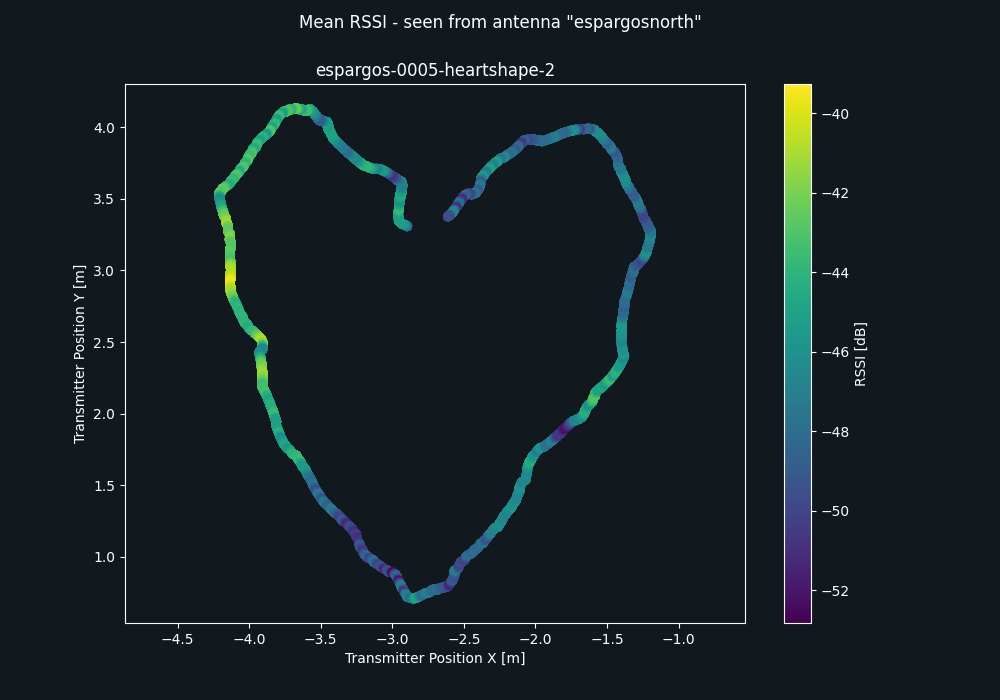 Mean RSSI - seen from antenna "espargosnorth"
espargos-0005-heartshape-2
4.0
3.5
3.0
2.5
2.0
1.5
1.0
Transmitter Position Y [m]
−4.5 −4.0 −3.5 −3.0 −2.5 −2.0 −1.5 −1.0
Transmitter Position X [m]
−40
−42
−44
−46
−48
−50
−52
RSSI [dB]